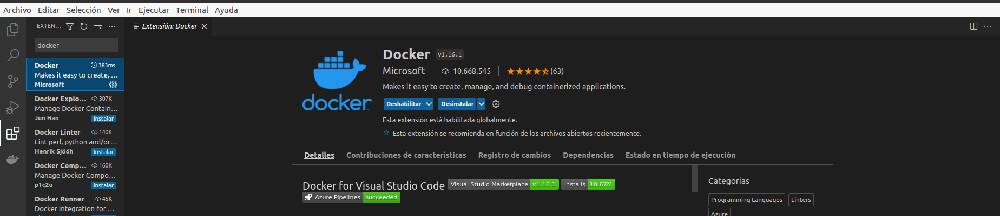 Archivo Editar Selección Ver Ir Ejecutar Terminal Ayuda
EXTEN...
docker
Docker 383ms
Makes it easy to create, ...
Microsoft
Docker Explo... 307K
Manage Docker Contain...
Jun Han Instalar
Docker Linter 140K
Lint perl, python and/or...
Henrik Sjööh Instalar
Docker Comp... 160K
Manage Docker Compo...
p1c2u Instalar
Docker Runner 45K
Docker Integration for ...
Extensión: Docker
docker
Docker v1.16.1
Microsoft 10.668.545 (63)
Makes it easy to create, manage, and debug containerized applications.
Deshabilitar Desinstalar
Esta extensión está habilitada globalmente.
Esta extensión se recomienda en función de los archivos abiertos recientemente.
Detalles Contribuciones de características Registro de cambios Dependencias Estado en tiempo de ejecución
Docker for Visual Studio Code Visual Studio Marketplace v1.16.1 installs 10.67M
Azure Pipelines succeeded
Categorías
Programming Languages Linters
Azure